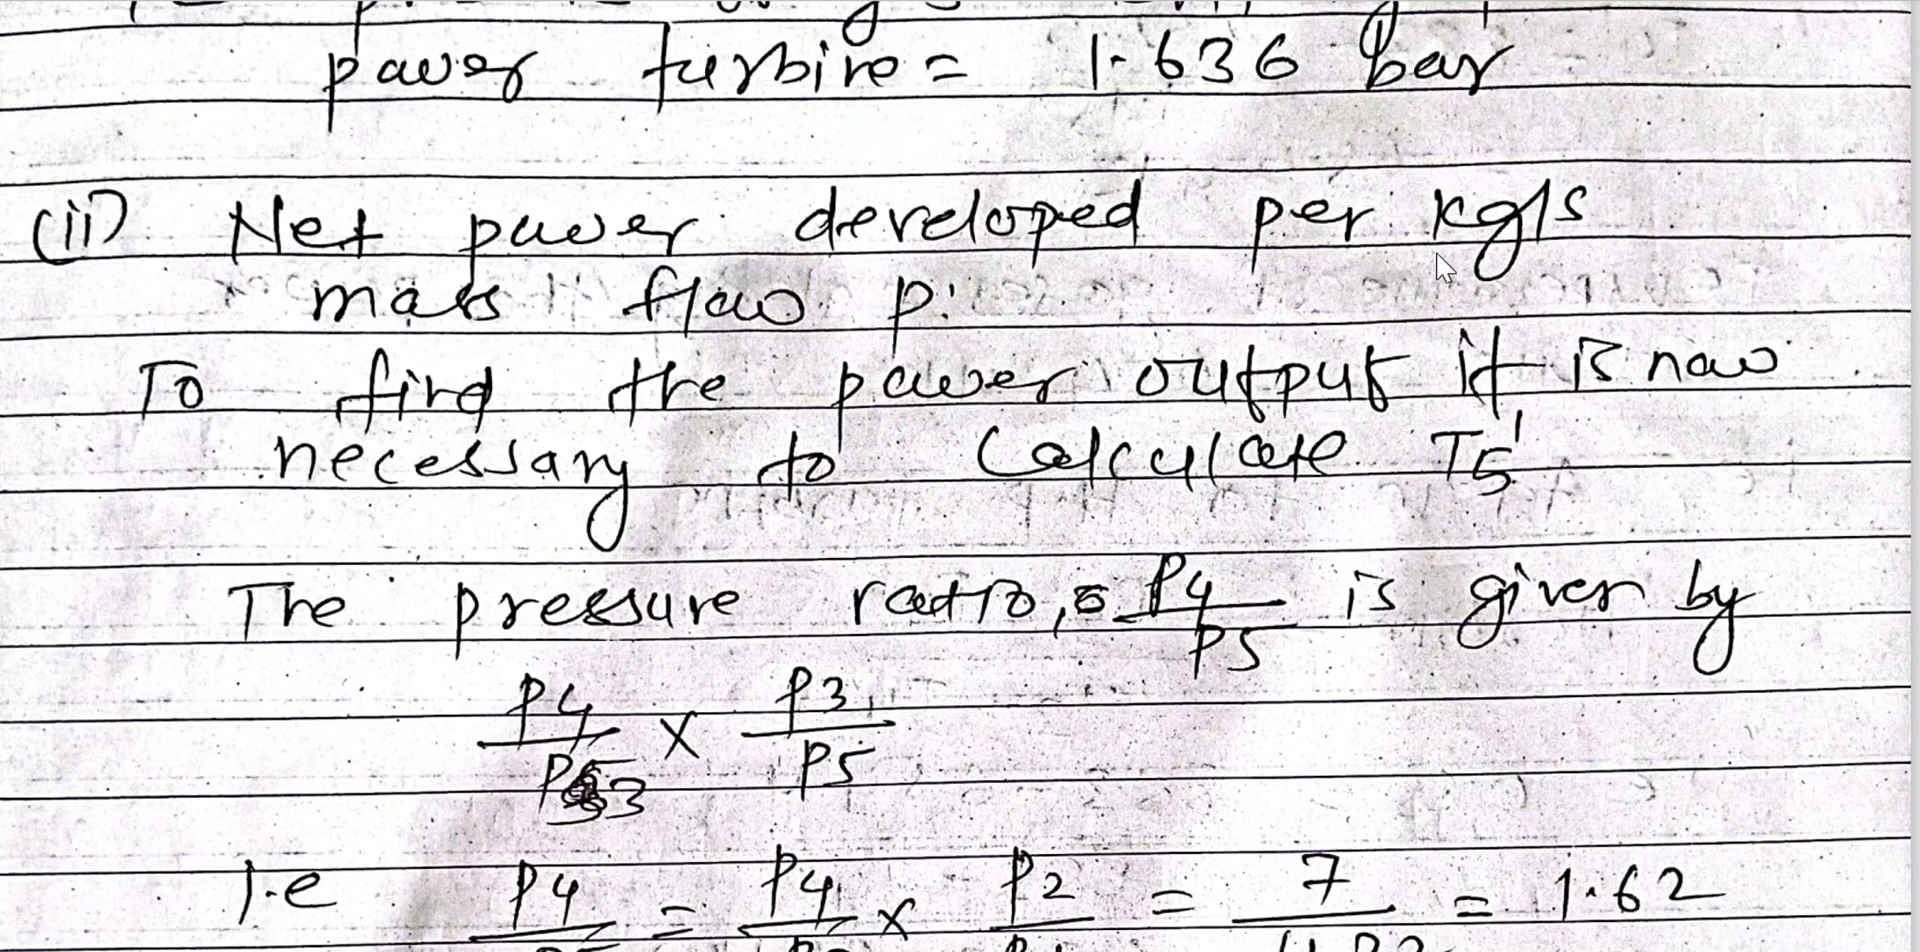 power turbine = 1.636 bar
(ii) Net power developed per kg/s
mass flow p:
To find the power output it is now
necessary to calculate T5'
The pressure ratio, P4/P5 is given by
P4/P3 × P3/P5
I.e P4 = P4 × P2 = 7 = 1.62